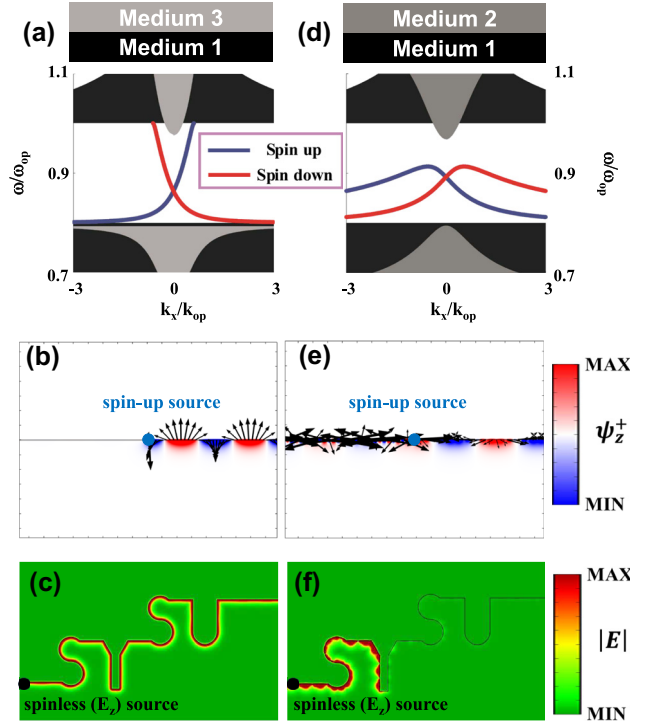 (a)
Medium 3
Medium 1
(d)
Medium 2
Medium 1
1.1
0.9
0.7
ω/ω_op
-3
0
3
k_x/k_op
Spin up
Spin down
1.1
0.9
0.7
ω/ω_op
-3
0
3
k_x/k_op
(b)
spin-up source
(e)
spin-up source
MAX
ψ_z^+
MIN
(c)
spinless (E_z) source
(f)
spinless (E_z) source
MAX
|E|
MIN